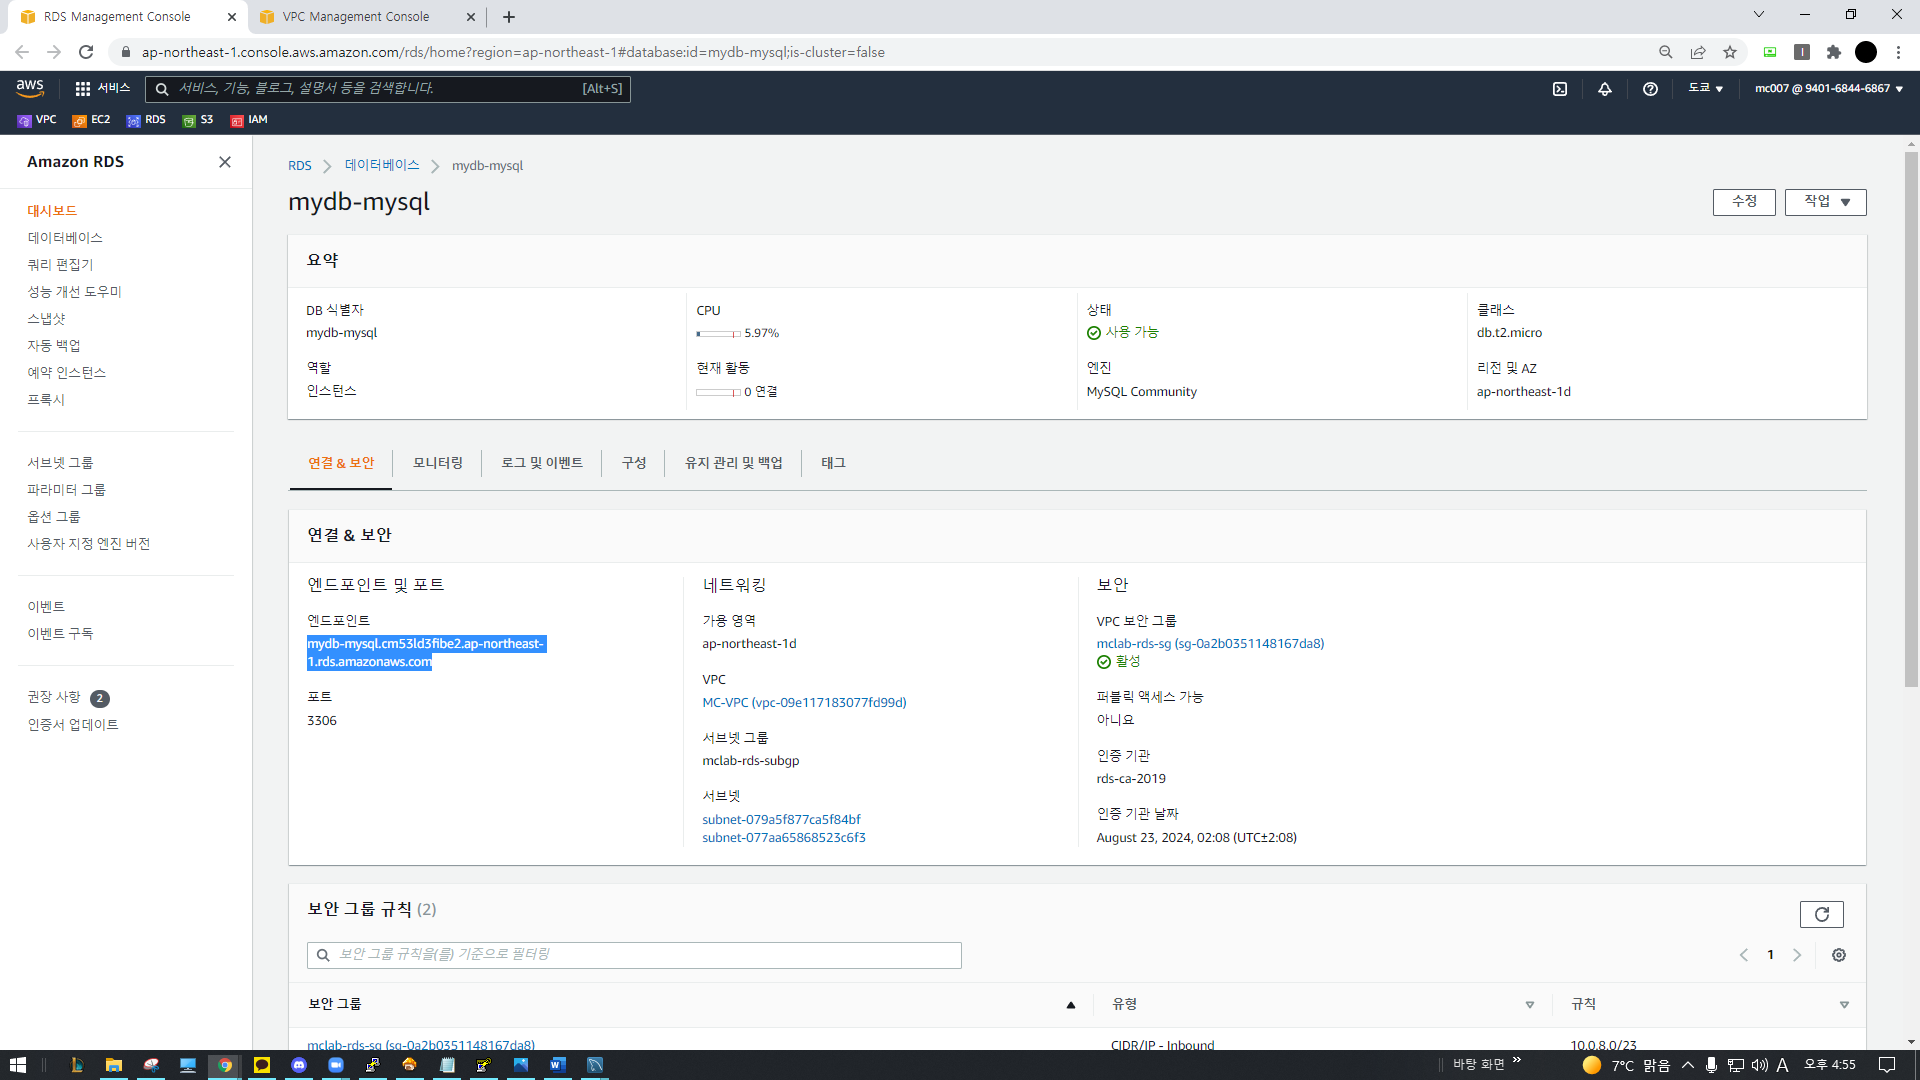 RDS Management Console
VPC Management Console
ap-northeast-1.console.aws.amazon.com/rds/home?region=ap-northeast-1#database:id=mydb-mysql;is-cluster=false
aws
서비스
서비스, 기능, 블로그, 설명서 등을 검색합니다.
[Alt+S]
도쿄 ▼
mc007 @ 9401-6844-6867 ▼
VPC
EC2
RDS
S3
IAM
Amazon RDS
대시보드
데이터베이스
쿼리 편집기
성능 개선 도우미
스냅샷
자동 백업
예약 인스턴스
프록시
서브넷 그룹
파라미터 그룹
옵션 그룹
사용자 지정 엔진 버전
이벤트
이벤트 구독
권장 사항 2
인증서 업데이트
RDS
데이터베이스
mydb-mysql
mydb-mysql
수정
작업 ▼
요약
DB 식별자
mydb-mysql
CPU
5.97%
상태
사용 가능
클래스
db.t2.micro
역할
인스턴스
현재 활동
0 연결
엔진
MySQL Community
리전 및 AZ
ap-northeast-1d
연결 & 보안
모니터링
로그 및 이벤트
구성
유지 관리 및 백업
태그
연결 & 보안
엔드포인트 및 포트
엔드포인트
mydb-mysql.cm53ld3fibe2.ap-northeast-
1.rds.amazonaws.com
포트
3306
네트워킹
가용 영역
ap-northeast-1d
VPC
MC-VPC (vpc-09e117183077fd99d)
서브넷 그룹
mclab-rds-subgp
서브넷
subnet-079a5f877ca5f84bf
subnet-077aa65868523c6f3
보안
VPC 보안 그룹
mclab-rds-sg (sg-0a2b0351148167da8)
활성
퍼블릭 액세스 가능
아니요
인증 기관
rds-ca-2019
인증 기관 날짜
August 23, 2024, 02:08 (UTC±2:08)
보안 그룹 규칙 (2)
보안 그룹 규칙을(를) 기준으로 필터링
1
보안 그룹
유형
규칙
mclab-rds-sg (sg-0a2b0351148167da8)
CIDR/IP - Inbound
10.0.8.0/23
바탕 화면
7°C 맑음
A
오후 4:55